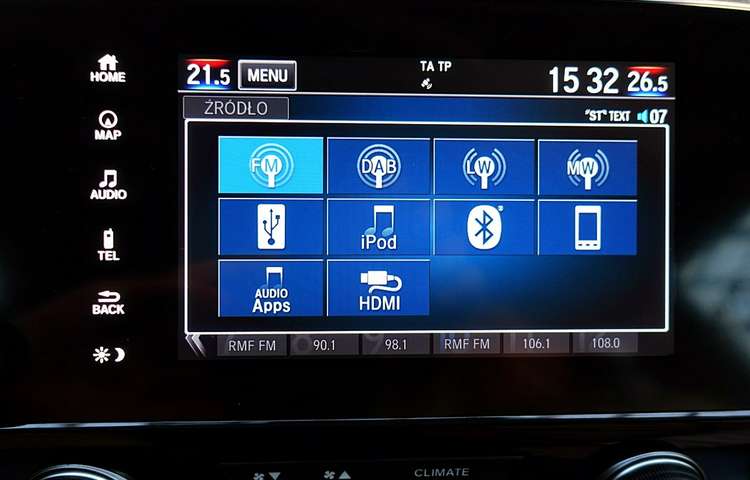 21.5 MENU TA TP 15 32 26.5
ŹRÓDŁO "ST" TEXT 07
HOME
MAP
AUDIO
TEL
BACK
FM DAB LW MW
iPod
AUDIO Apps HDMI
RMF FM 90.1 98.1 RMF FM 106.1 108.0
CLIMATE